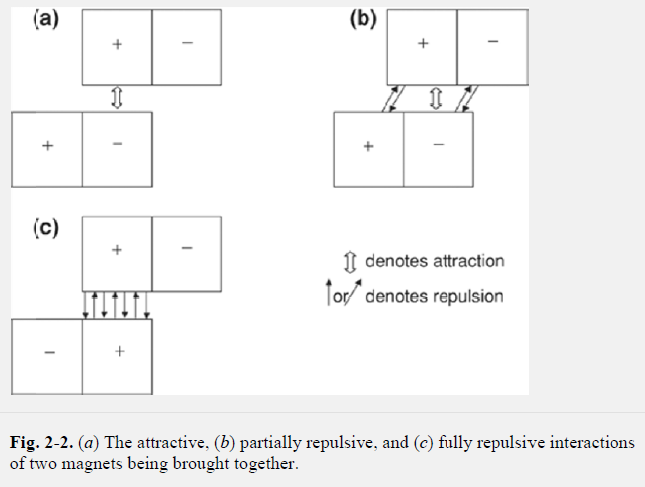 (a)
+ −
+ −
(b)
+ −
+ −
(c)
+ −
− +
denotes attraction
or denotes repulsion
Fig. 2-2. (a) The attractive, (b) partially repulsive, and (c) fully repulsive interactions
of two magnets being brought together.